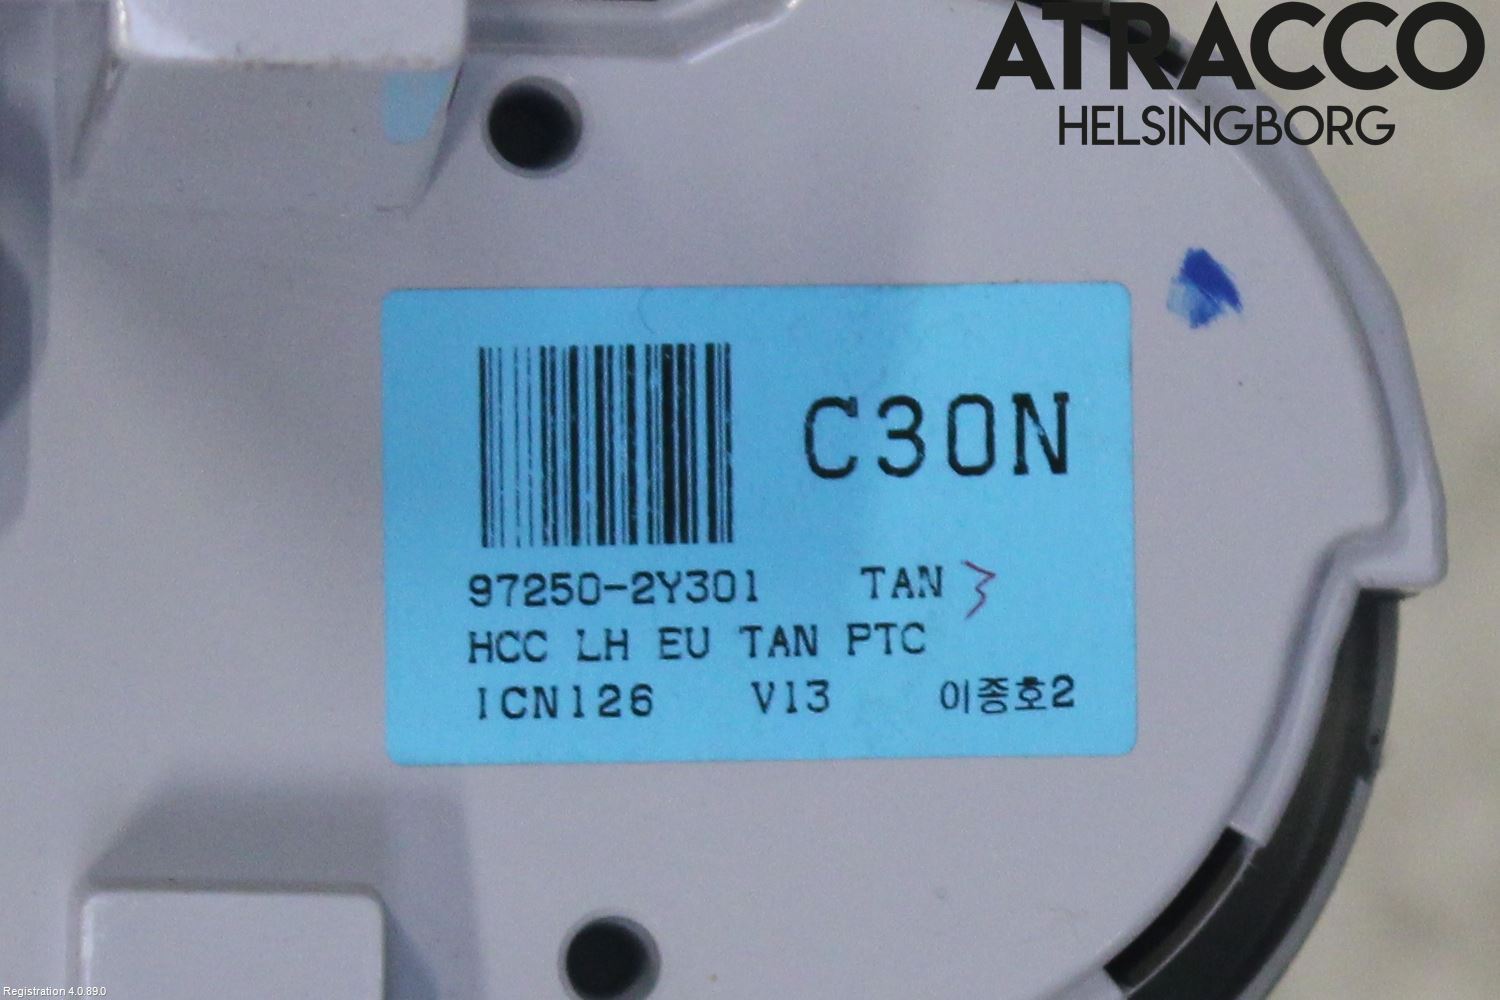 ATRACCO
HELSINGBORG
C30N
97250-2Y301 TAN 3
HCC LH EU TAN PTC
ICN126 V13 이종호2
Registration 4.0.89.0